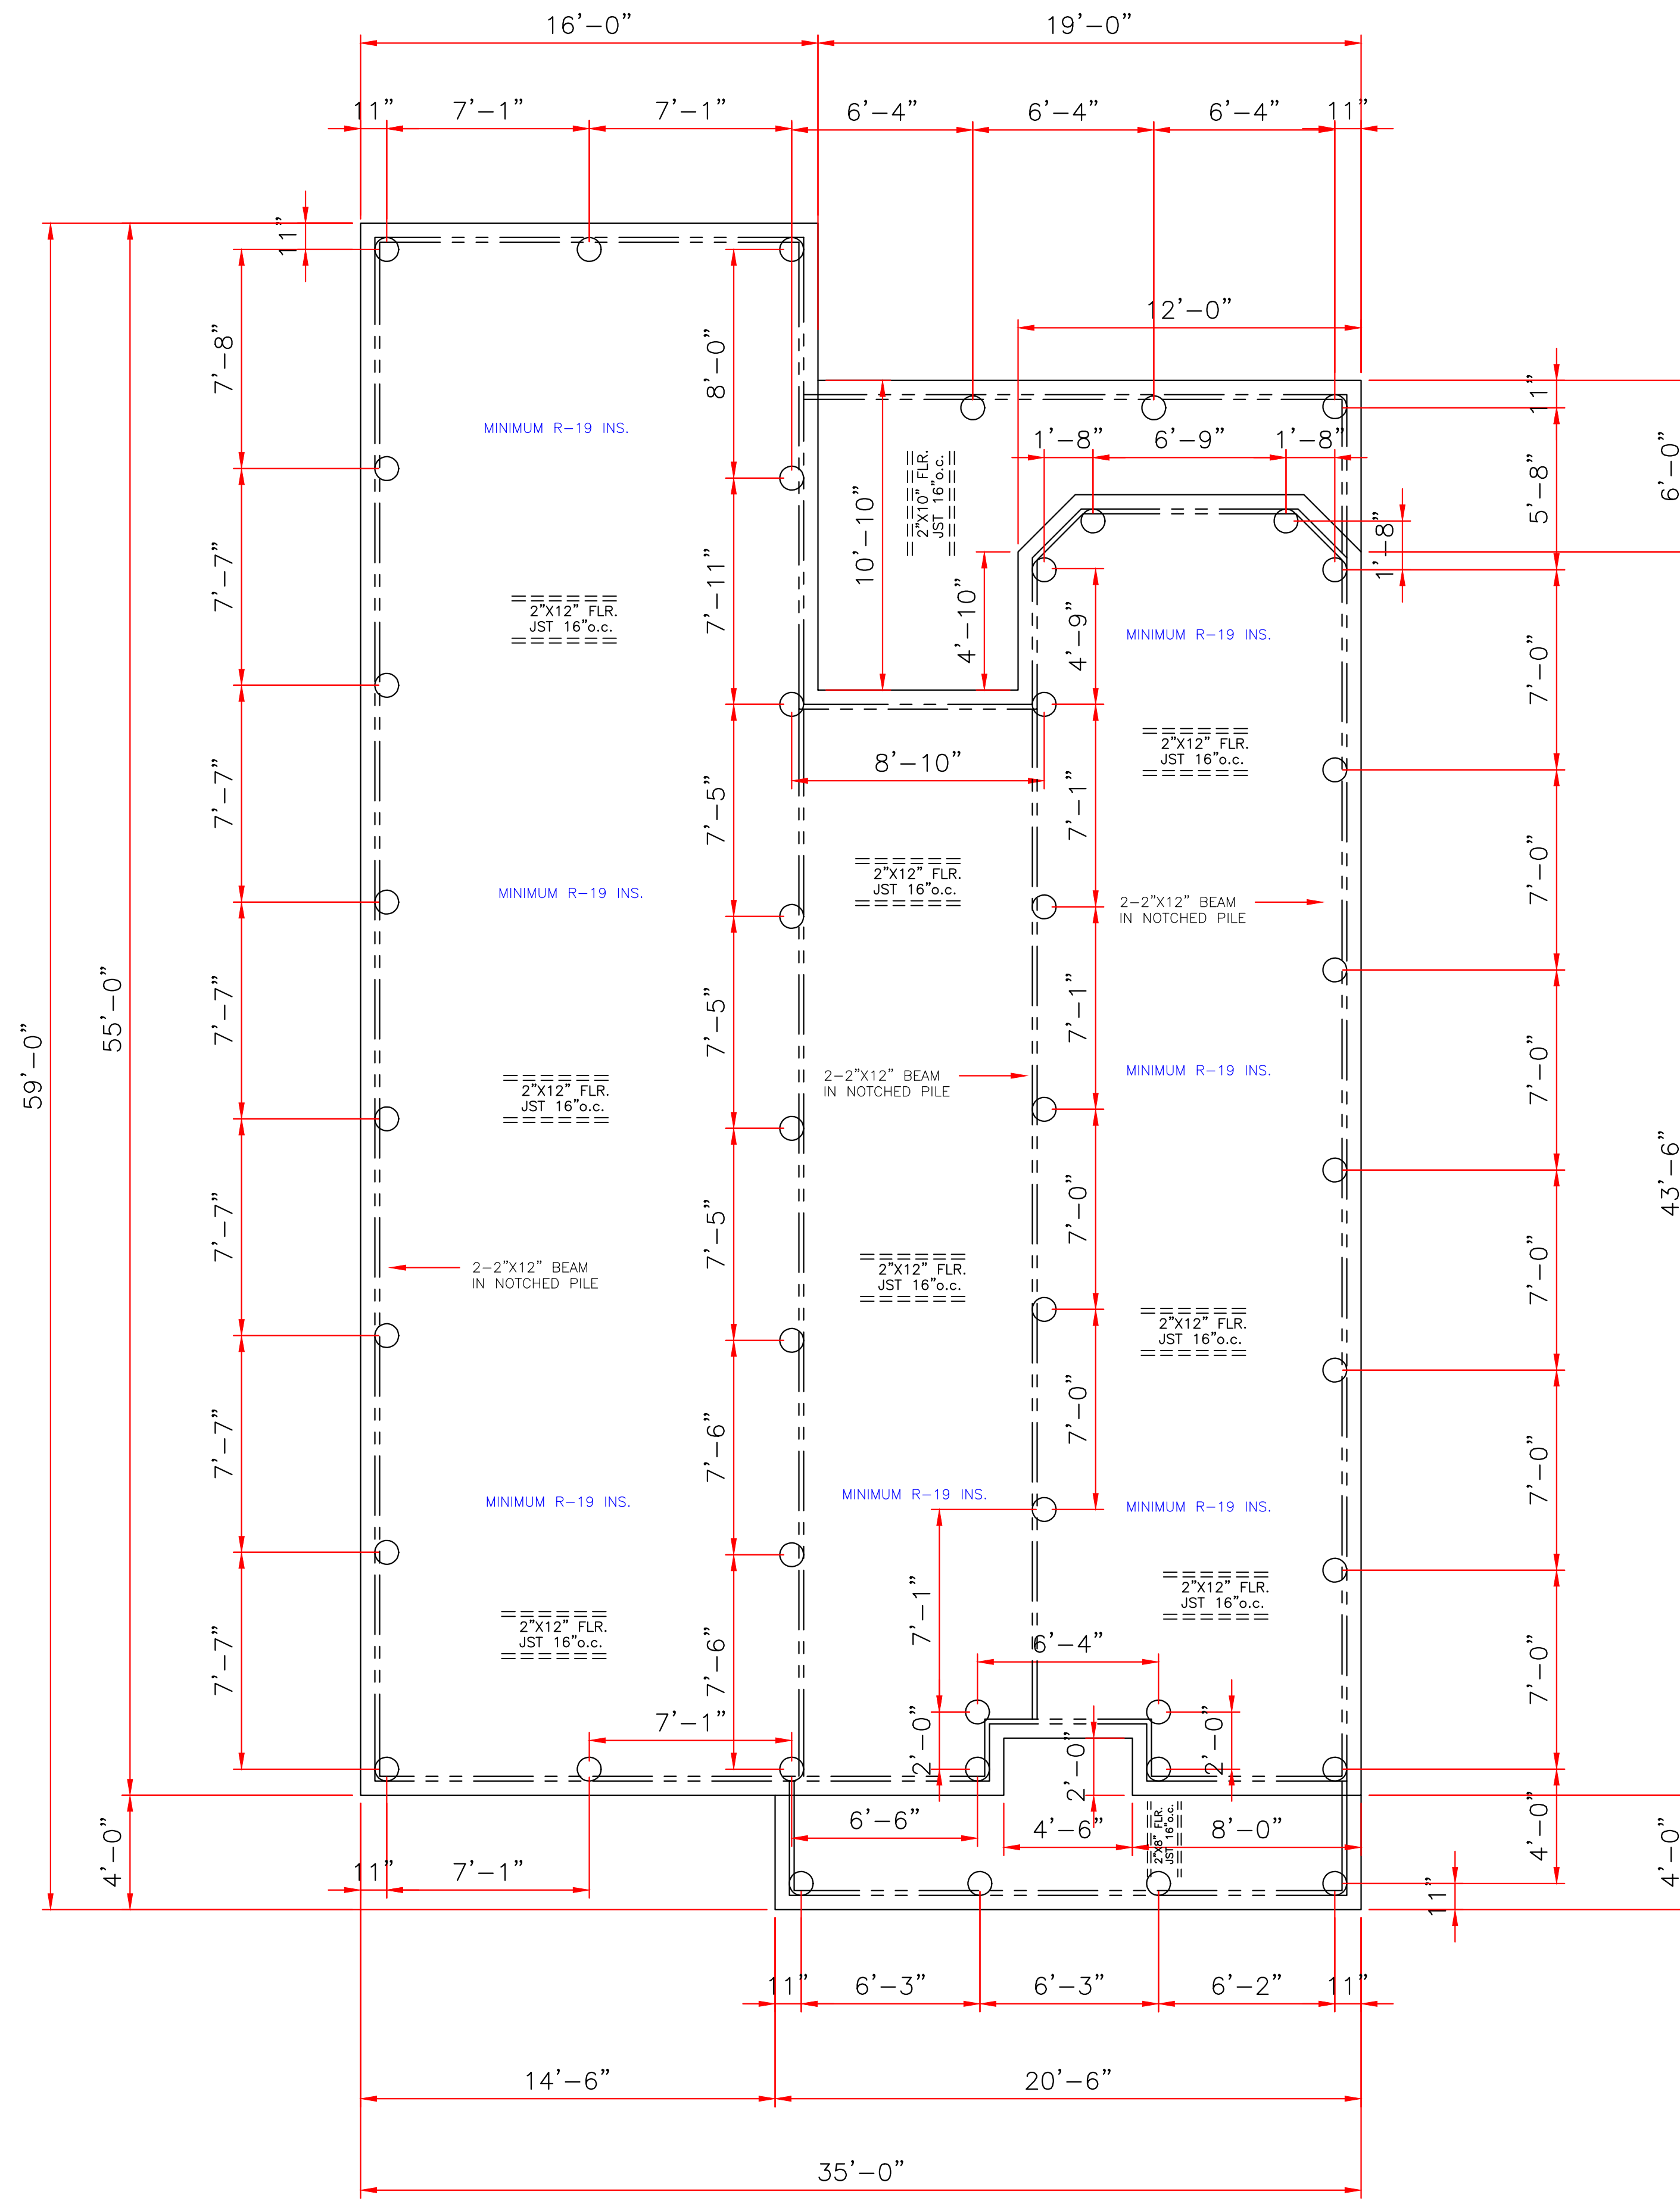 16'-0"
19'-0"
11"
7'-1"
7'-1"
6'-4"
6'-4"
6'-4"
11"
11"
12'-0"
7'-8"
8'-0"
11"
MINIMUM R-19 INS.
1'-8"
6'-9"
1'-8"
6'-0"
5'-8"
2"X10" FLR.
JST 16"o.c.
10'-10"
1'-8"
7'-7"
7'-11"
2"X12" FLR.
JST 16"o.c.
4'-10"
4'-9"
MINIMUM R-19 INS.
7'-0"
2"X12" FLR.
JST 16"o.c.
8'-10"
7'-7"
7'-5"
7'-1"
2"X12" FLR.
JST 16"o.c.
MINIMUM R-19 INS.
2-2"X12" BEAM
IN NOTCHED PILE
7'-0"
59'-0"
55'-0"
7'-7"
7'-5"
7'-1"
2-2"X12" BEAM
IN NOTCHED PILE
MINIMUM R-19 INS.
7'-0"
2"X12" FLR.
JST 16"o.c.
43'-6"
7'-7"
7'-5"
7'-0"
2-2"X12" BEAM
IN NOTCHED PILE
2"X12" FLR.
JST 16"o.c.
7'-0"
2"X12" FLR.
JST 16"o.c.
7'-7"
7'-6"
7'-0"
7'-0"
MINIMUM R-19 INS.
MINIMUM R-19 INS.
MINIMUM R-19 INS.
2"X12" FLR.
JST 16"o.c.
7'-1"
2"X12" FLR.
JST 16"o.c.
6'-4"
7'-7"
7'-6"
7'-0"
7'-1"
2'-0"
2'-0"
2'-0"
6'-6"
4'-6"
2"X8" FLR.
JST 16"o.c.
8'-0"
4'-0"
4'-0"
4'-0"
11"
7'-1"
11"
11"
6'-3"
6'-3"
6'-2"
11"
14'-6"
20'-6"
35'-0"